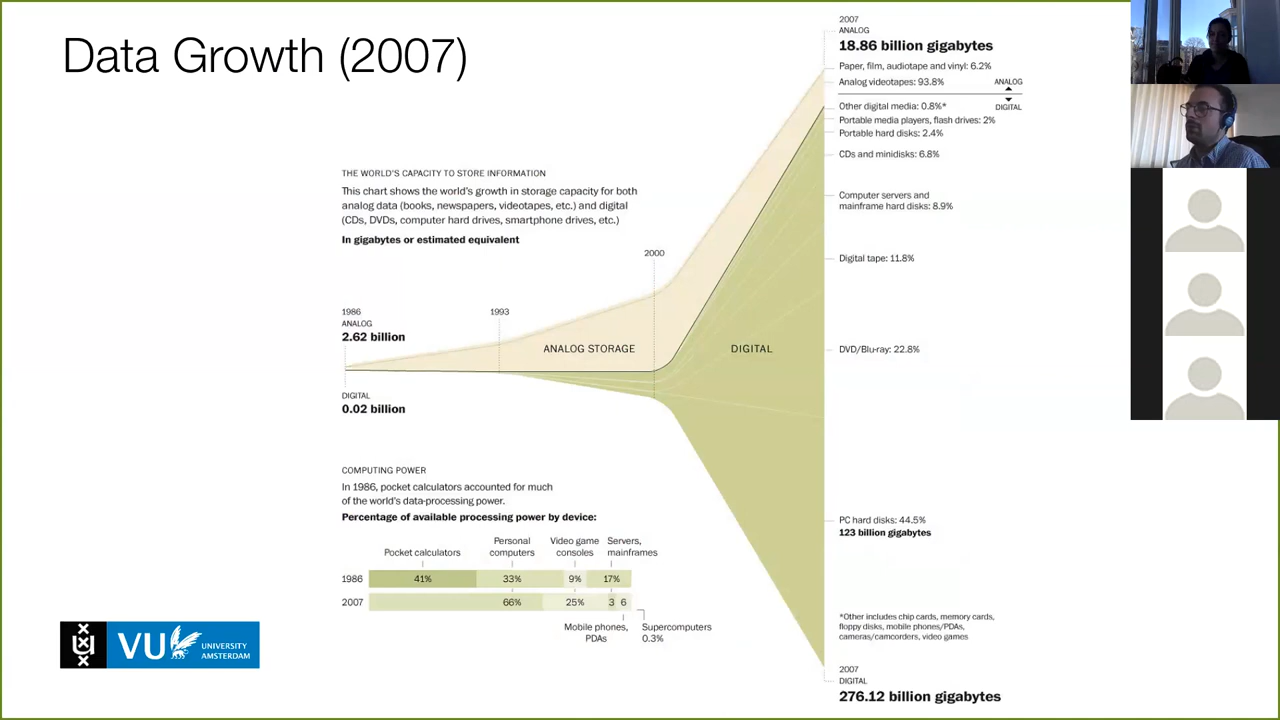 Data Growth (2007)
THE WORLD'S CAPACITY TO STORE INFORMATION
This chart shows the world's growth in storage capacity for both
analog data (books, newspapers, videotapes, etc.) and digital
(CDs, DVDs, computer hard drives, smartphone drives, etc.)
In gigabytes or estimated equivalent
1986
ANALOG
2.62 billion
1993
2000
ANALOG STORAGE
DIGITAL
DIGITAL
0.02 billion
2007
ANALOG
18.86 billion gigabytes
Paper, film, audiotape and vinyl: 6.2%
Analog videotapes: 93.8%
ANALOG
DIGITAL
Other digital media: 0.8%*
Portable media players, flash drives: 2%
Portable hard disks: 2.4%
CDs and minidisks: 6.8%
Computer servers and
mainframe hard disks: 8.9%
Digital tape: 11.8%
DVD/Blu-ray: 22.8%
PC hard disks: 44.5%
123 billion gigabytes
*Other includes chip cards, memory cards,
floppy disks, mobile phones/PDAs,
cameras/camcorders, video games
2007
DIGITAL
276.12 billion gigabytes
COMPUTING POWER
In 1986, pocket calculators accounted for much
of the world's data-processing power.
Percentage of available processing power by device:
Pocket calculators
Personal
computers
Video game
consoles
Servers,
mainframes
1986 41% 33% 9% 17%
2007 66% 25% 3 6
Mobile phones,
PDAs
Supercomputers
0.3%
VU
UNIVERSITY
AMSTERDAM